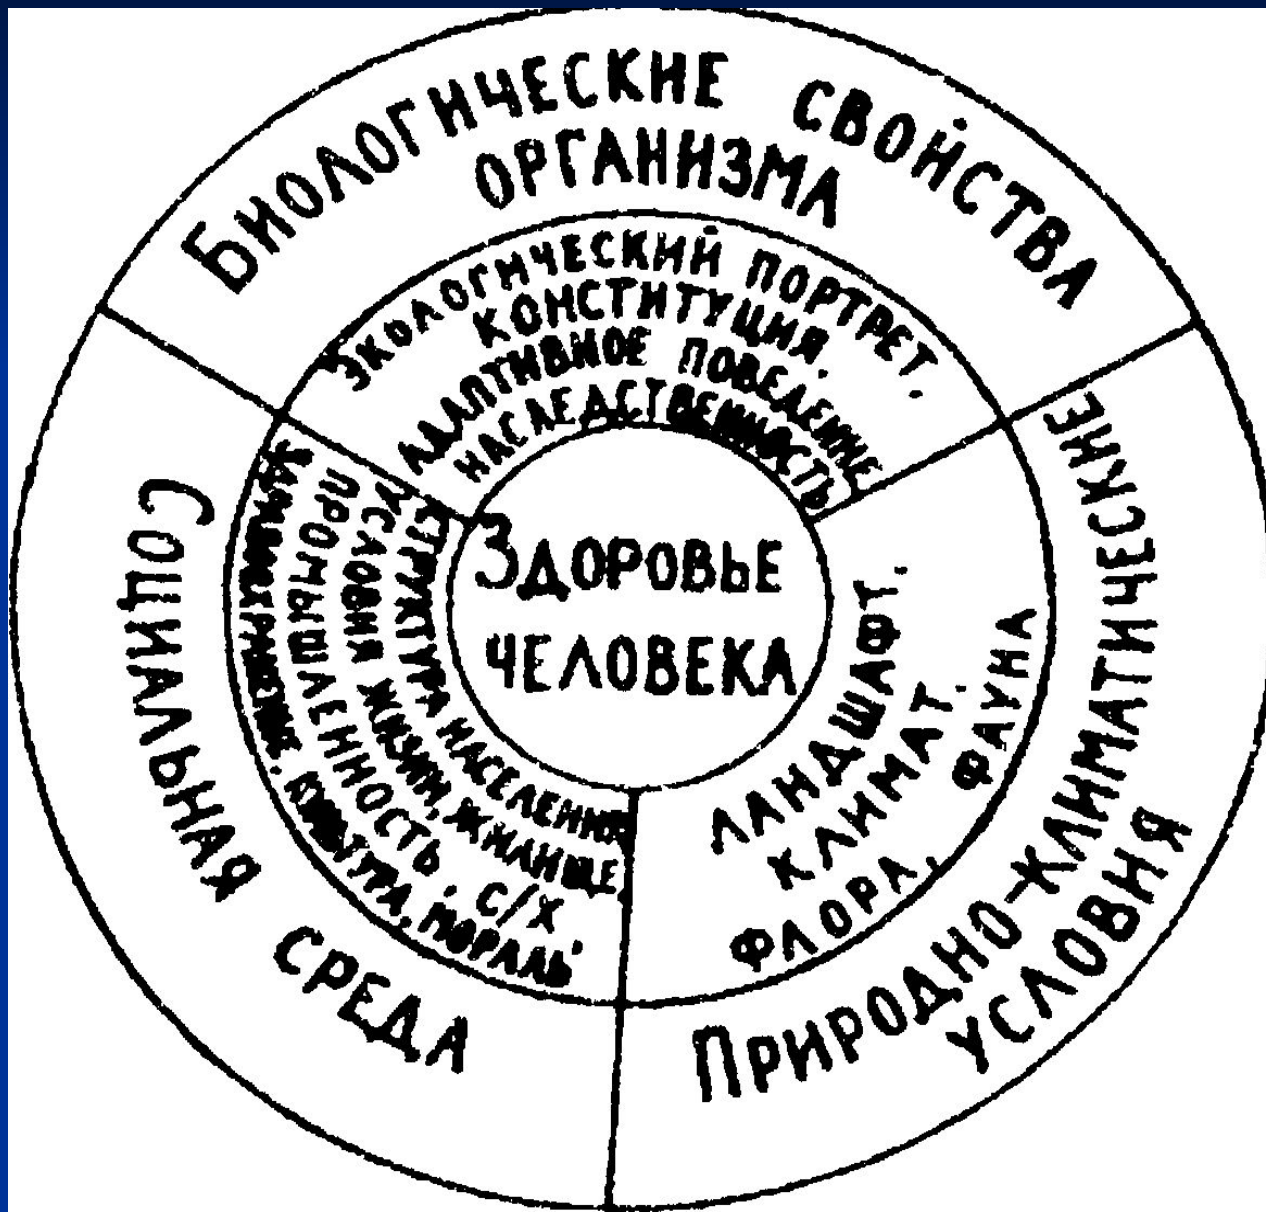 БИОЛОГИЧЕСКИЕ СВОЙСТВА
ОРГАНИЗМА
ЭКОЛОГИЧЕСКИЙ ПОРТРЕТ.
КОНСТИТУЦИЯ.
АДАПТИВНОЕ ПОВЕДЕНИЕ,
НАСЛЕДСТВЕННОСТЬ
ЗДОРОВЬЕ
ЧЕЛОВЕКА
СОЦИАЛЬНАЯ СРЕДА
СТРУКТУРА НАСЕЛЕНИЯ
УСЛОВИЯ ЖИЗНИ, ЖИЛИЩЕ.
ПРОМЫШЛЕННОСТЬ. С/Х.
ЗДРАВООХРАНЕНИЕ, КУЛЬТУРА, МОРАЛЬ.
ПРИРОДНО-КЛИМАТИЧЕСКИЕ
УСЛОВИЯ
ЛАНДШАФТ.
КЛИМАТ.
ФЛОРА, ФАУНА